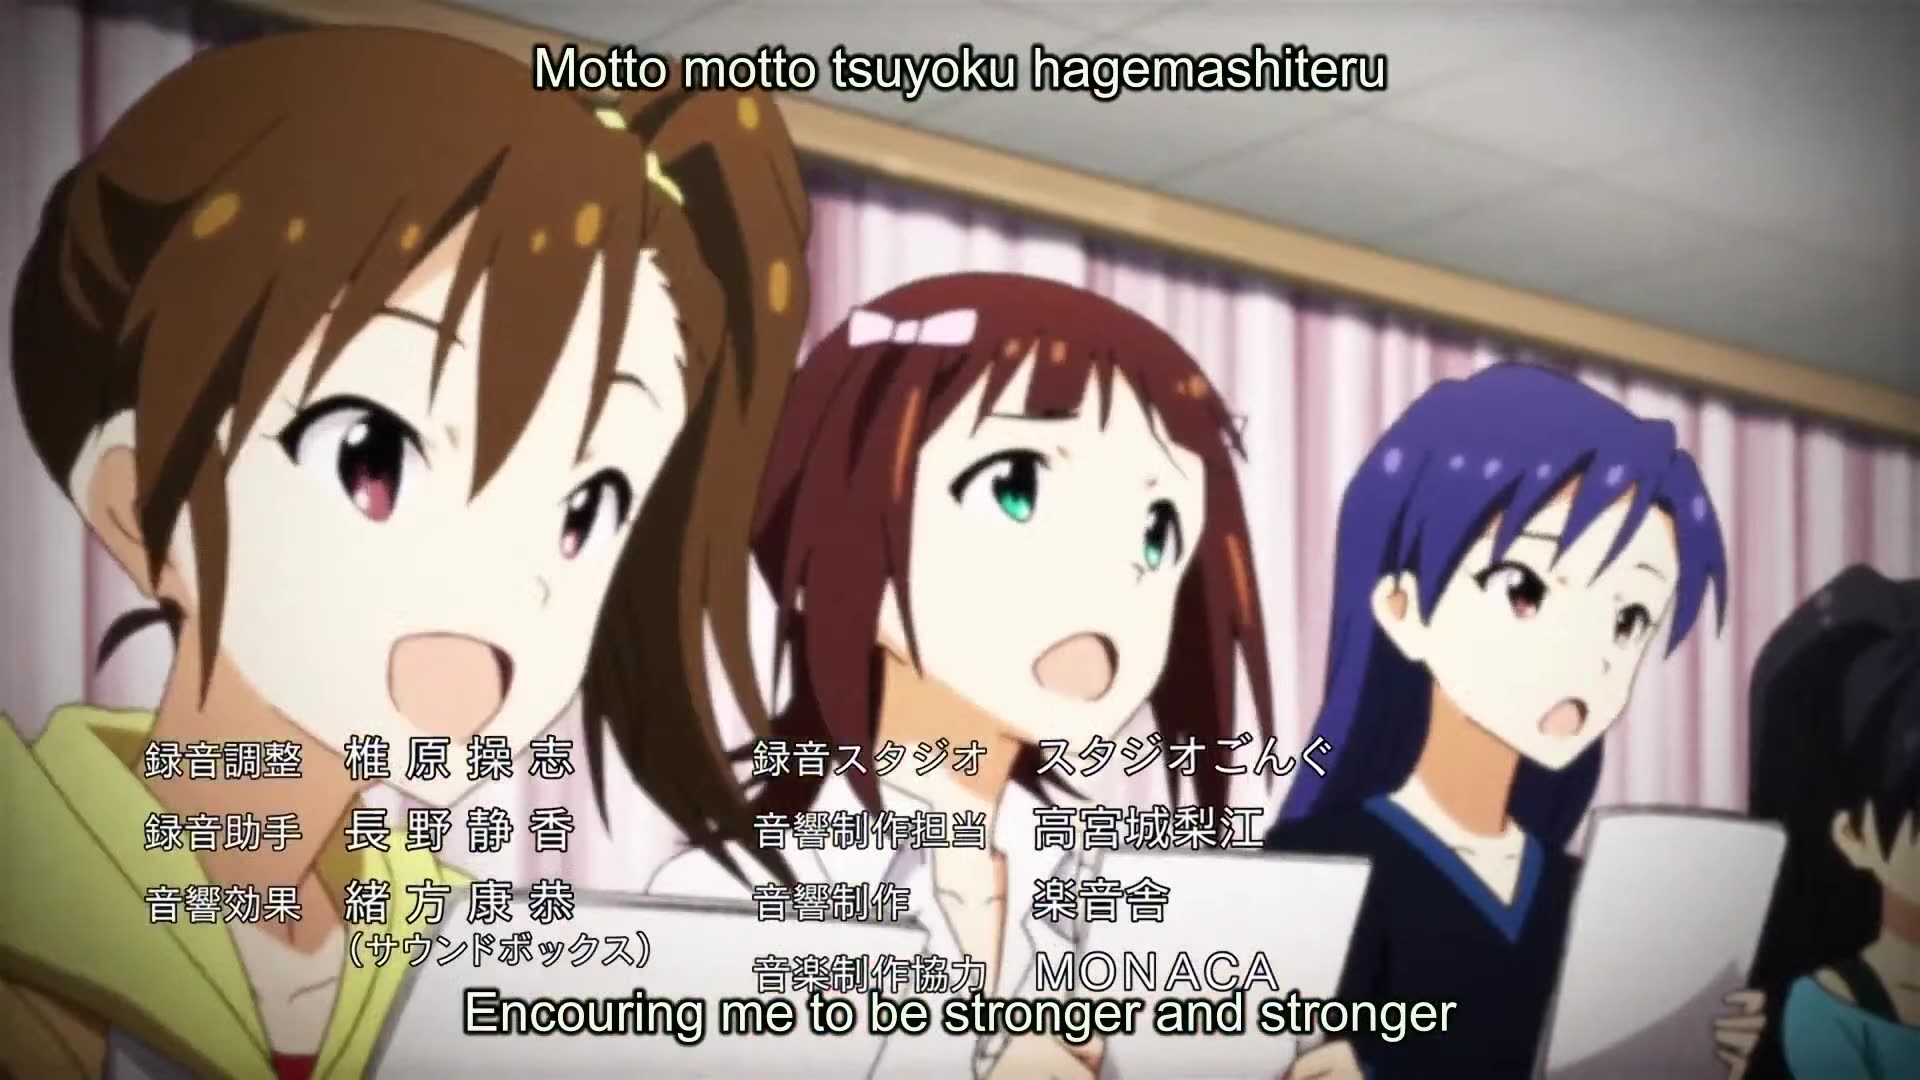 Motto motto tsuyoku hagemashiteru
録音調整 椎原操志
録音助手 長野静香
音響効果 緒方康恭
(サウンドボックス)
録音スタジオ スタジオごんぐ
音響制作担当 高宮城梨江
音響制作 楽音舎
音楽制作協力 MONACA
Encouring me to be stronger and stronger